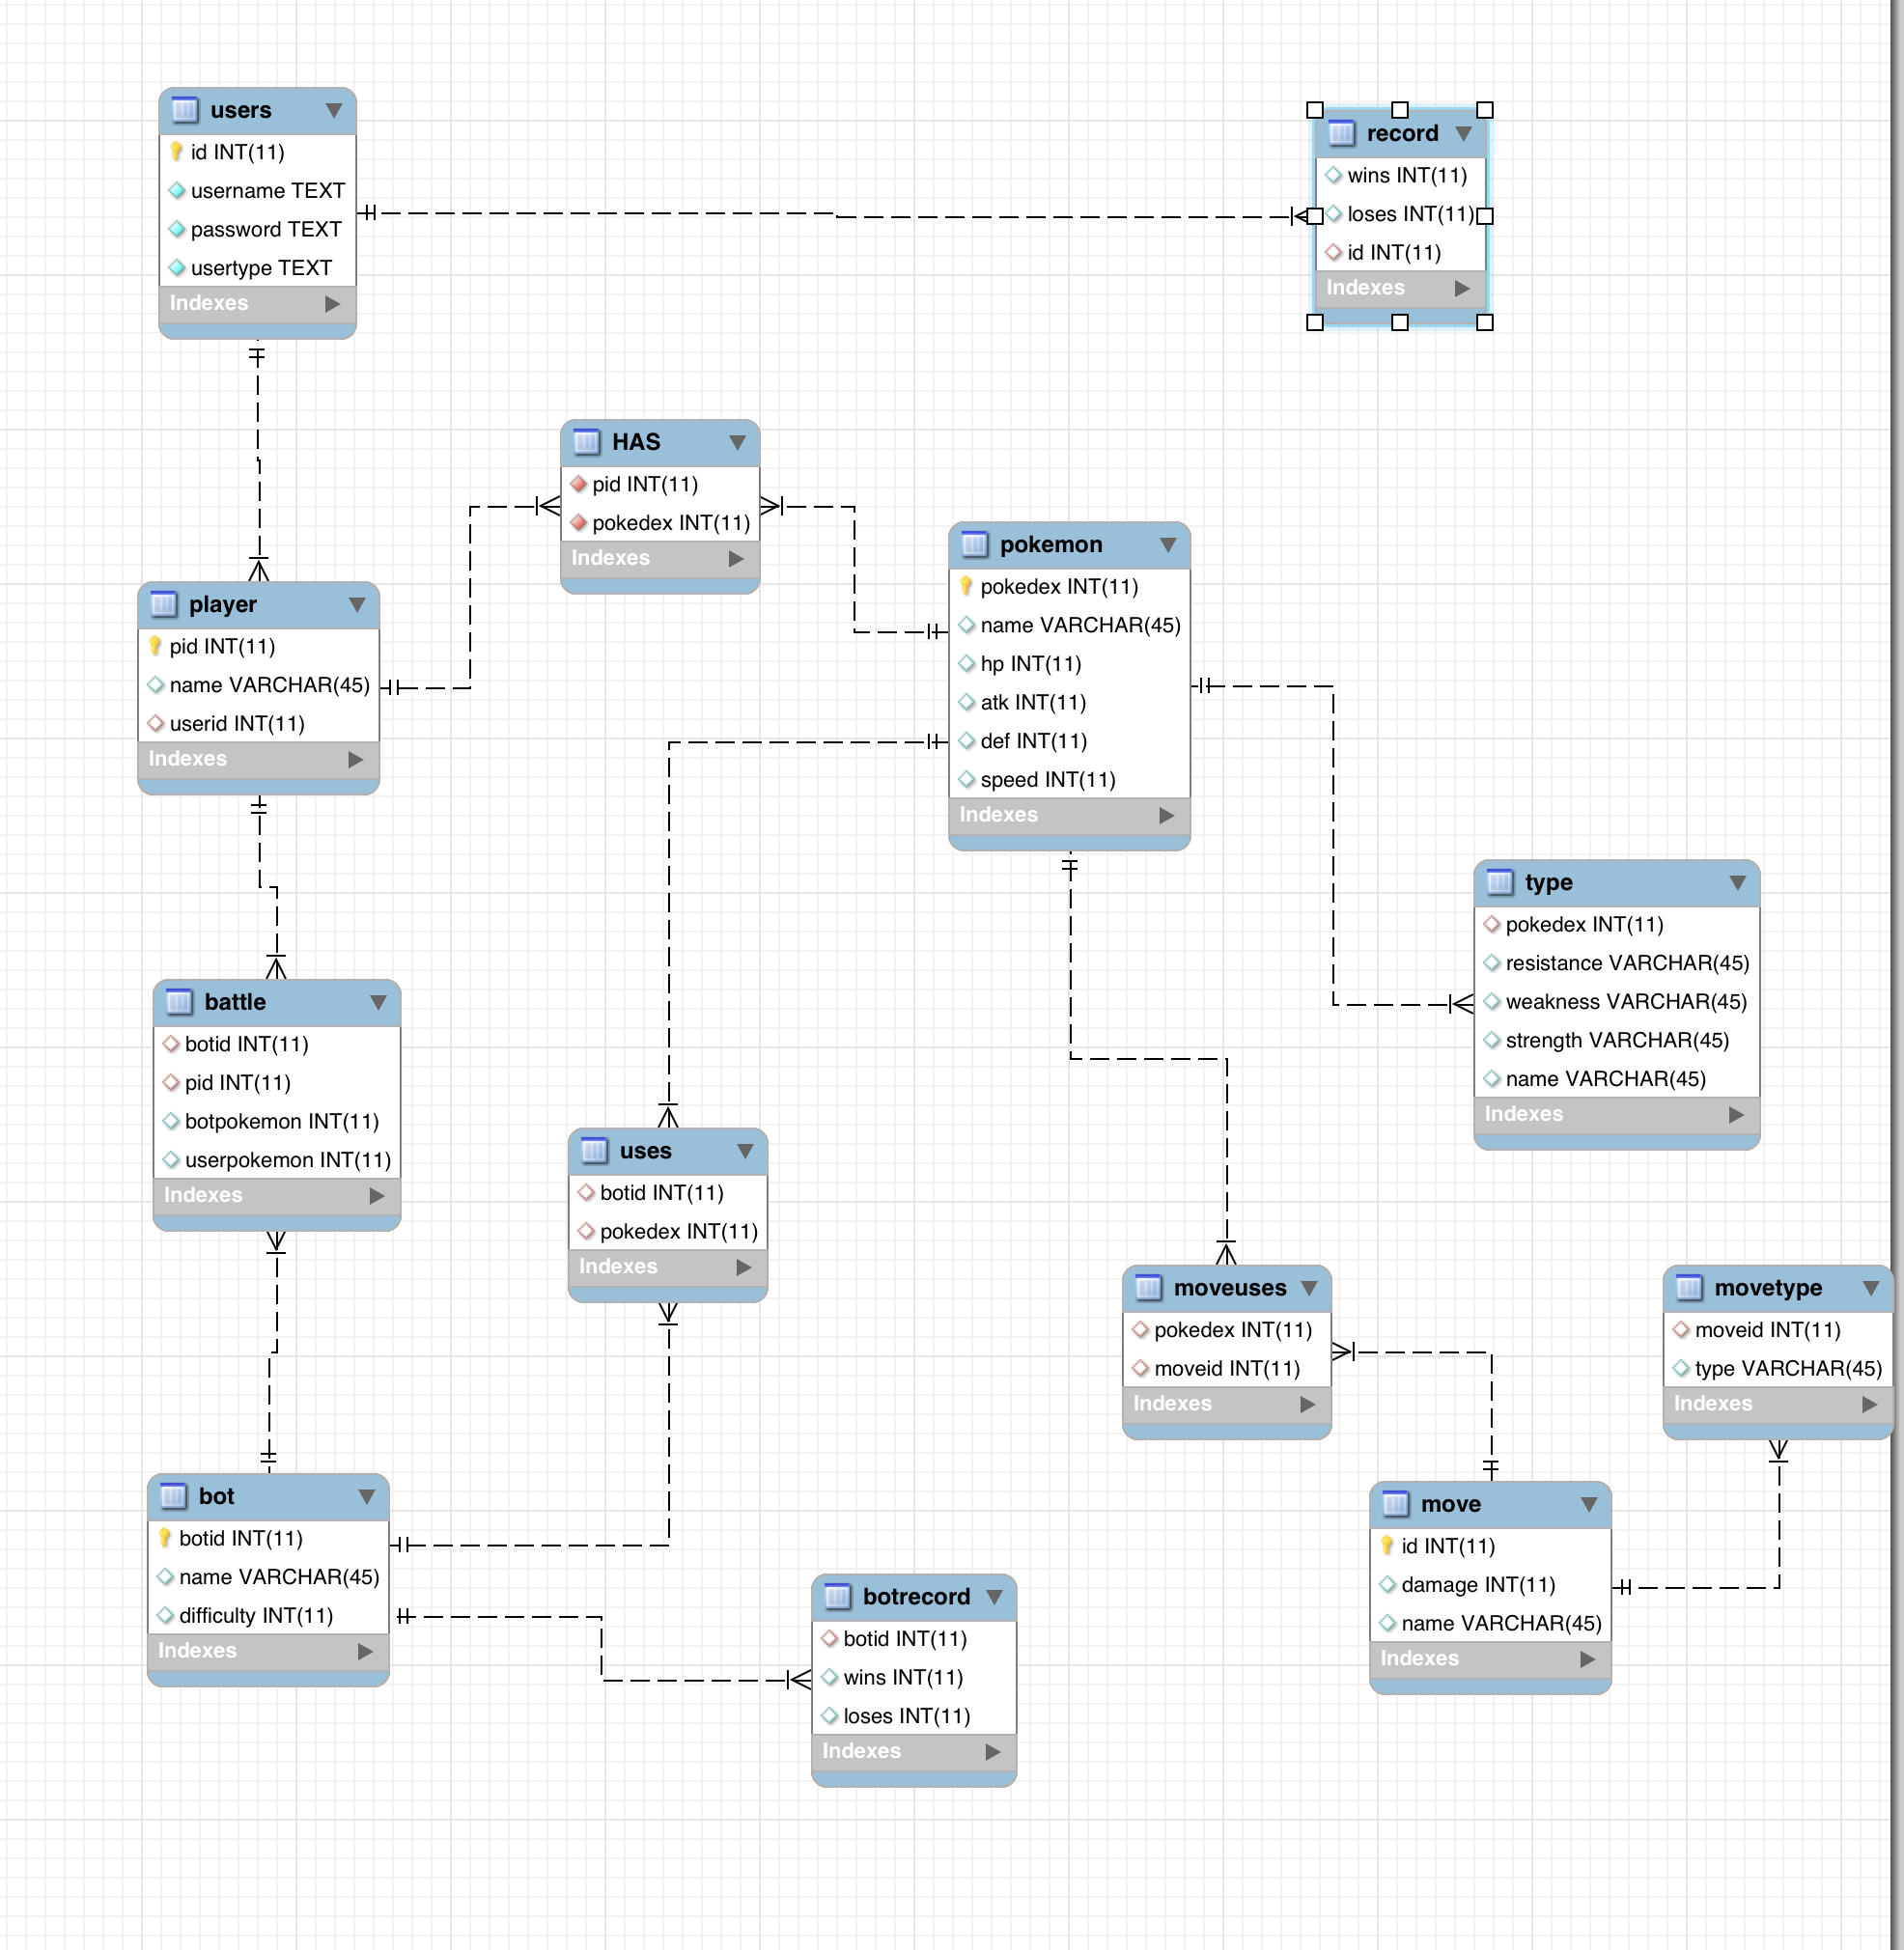 users
id INT(11)
username TEXT
password TEXT
usertype TEXT
Indexes
record
wins INT(11)
loses INT(11)
id INT(11)
Indexes
HAS
pid INT(11)
pokedex INT(11)
Indexes
pokemon
pokedex INT(11)
name VARCHAR(45)
hp INT(11)
atk INT(11)
def INT(11)
speed INT(11)
Indexes
player
pid INT(11)
name VARCHAR(45)
userid INT(11)
Indexes
type
pokedex INT(11)
resistance VARCHAR(45)
weakness VARCHAR(45)
strength VARCHAR(45)
name VARCHAR(45)
Indexes
battle
botid INT(11)
pid INT(11)
botpokemon INT(11)
userpokemon INT(11)
Indexes
uses
botid INT(11)
pokedex INT(11)
Indexes
moveuses
pokedex INT(11)
moveid INT(11)
Indexes
movetype
moveid INT(11)
type VARCHAR(45)
Indexes
bot
botid INT(11)
name VARCHAR(45)
difficulty INT(11)
Indexes
move
id INT(11)
damage INT(11)
name VARCHAR(45)
Indexes
botrecord
botid INT(11)
wins INT(11)
loses INT(11)
Indexes